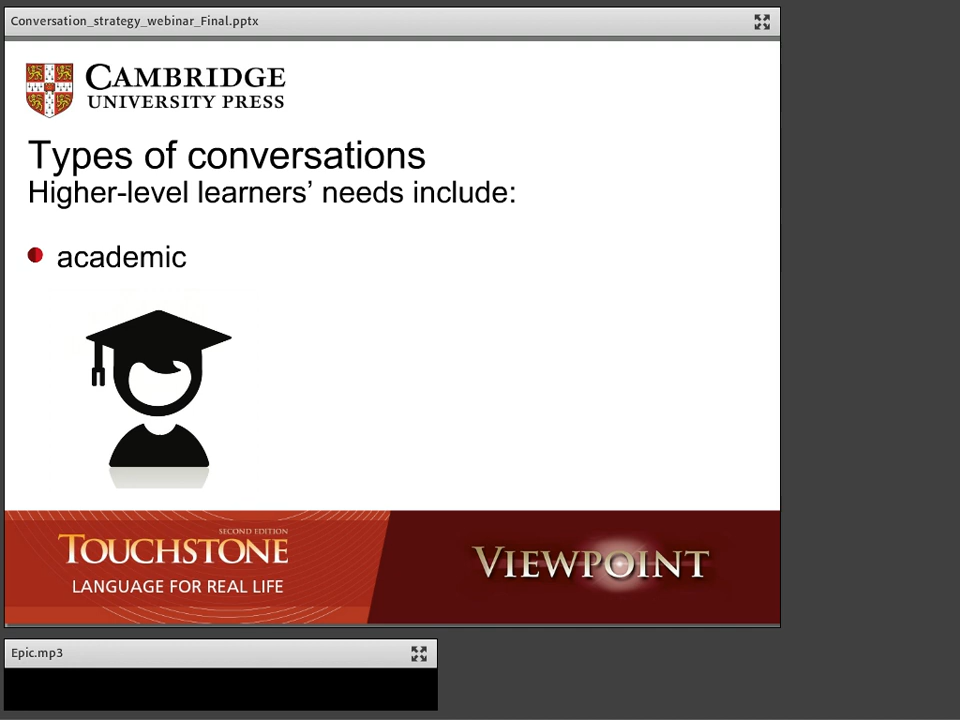 Conversation_strategy_webinar_Final.pptx
CAMBRIDGE
UNIVERSITY PRESS
Types of conversations
Higher-level learners’ needs include:
academic
SECOND EDITION
TOUCHSTONE
LANGUAGE FOR REAL LIFE
VIEWPOINT
Epic.mp3